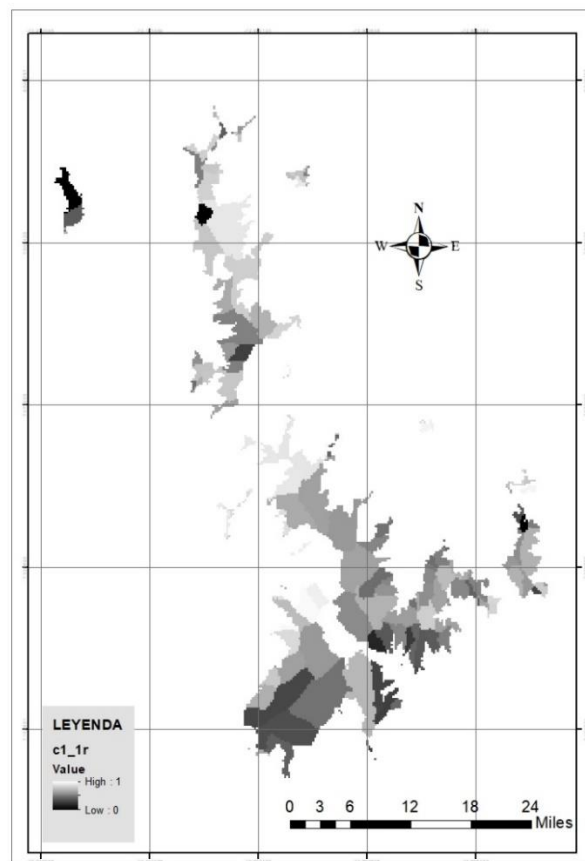 N
W E
S
LEYENDA
c1_1r
Value
High : 1
Low : 0
0 3 6 12 18 24
Miles